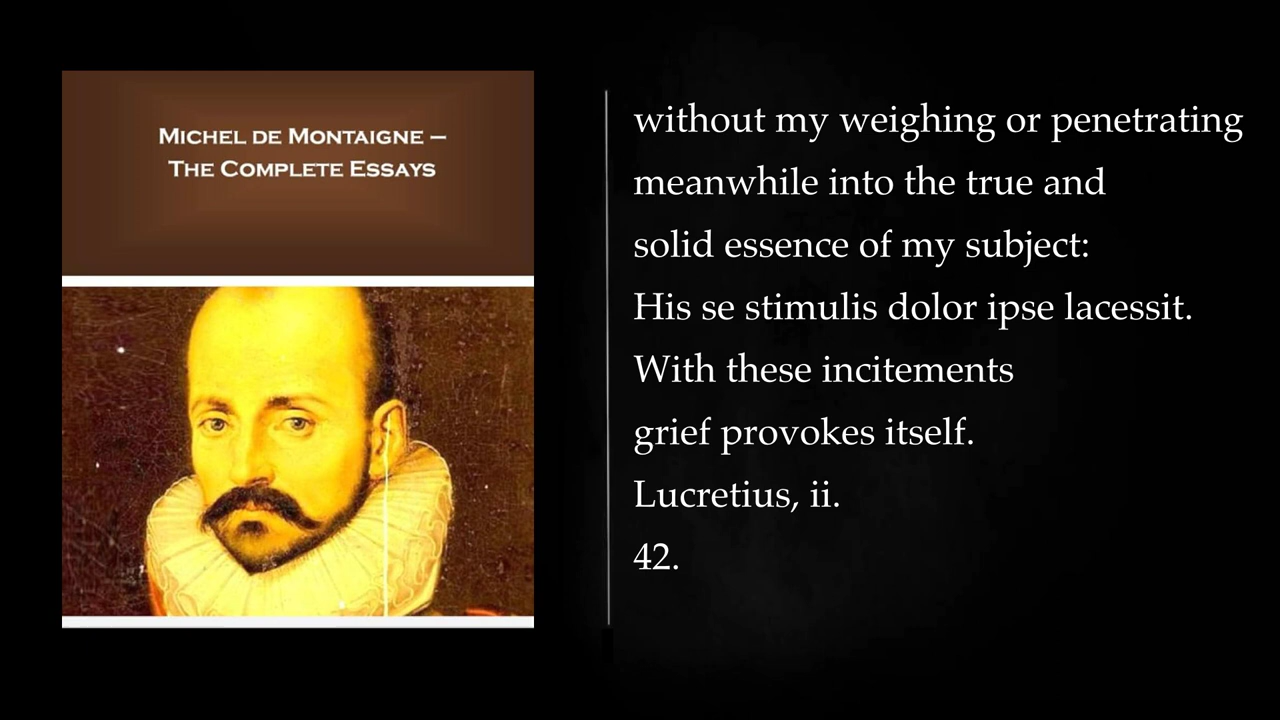 MICHEL DE MONTAIGNE –
THE COMPLETE ESSAYS
without my weighing or penetrating
meanwhile into the true and
solid essence of my subject:
His se stimulis dolor ipse lacessit.
With these incitements
grief provokes itself.
Lucretius, ii.
42.